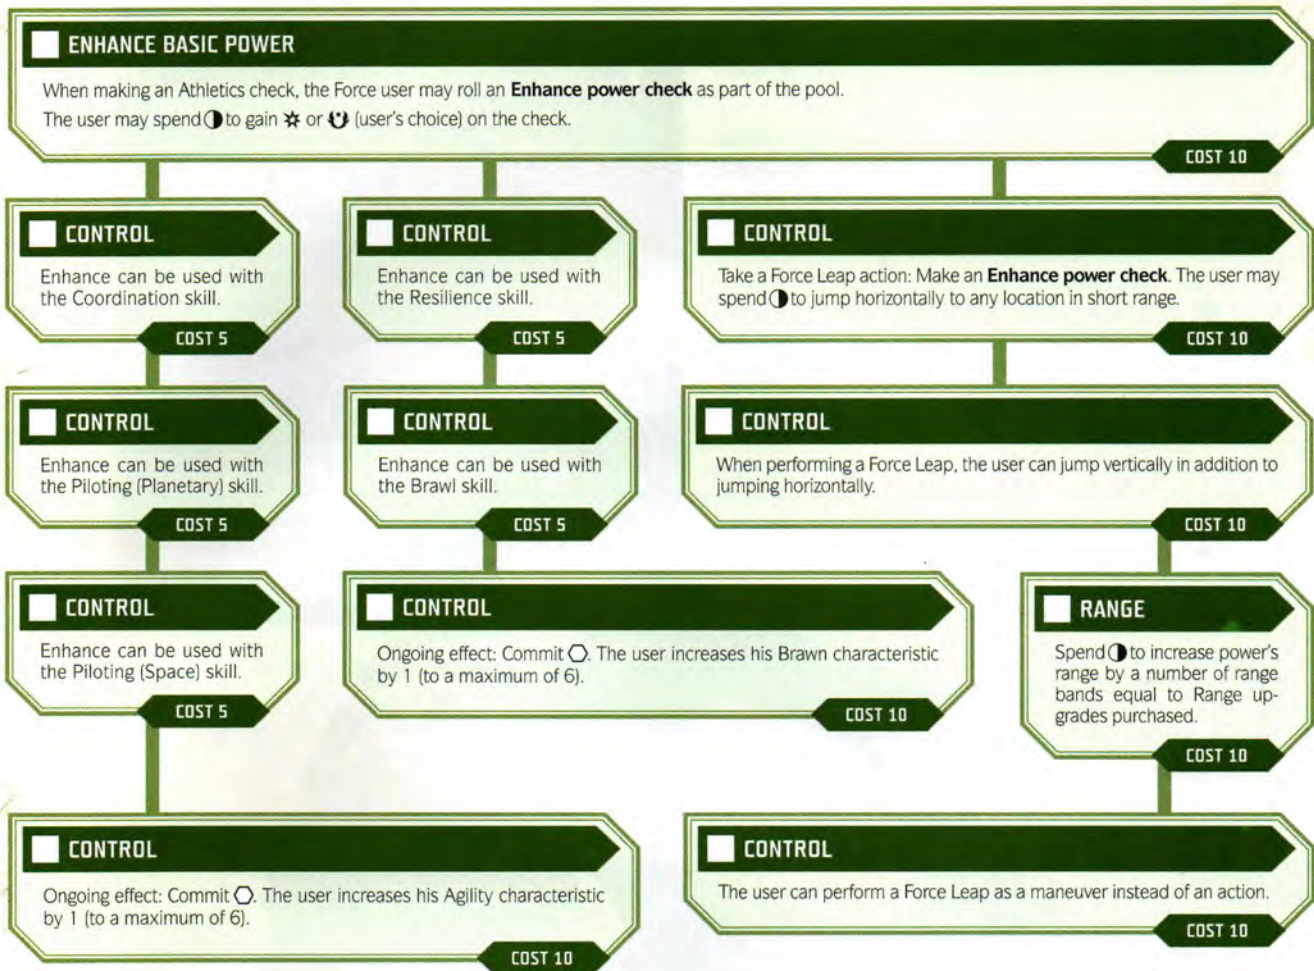 ENHANCE BASIC POWER
When making an Athletics check, the Force user may roll an Enhance power check as part of the pool.
The user may spend to gain or (user's choice) on the check.
COST 10
CONTROL
Enhance can be used with
the Coordination skill.
COST 5
CONTROL
Enhance can be used with
the Resilience skill.
COST 5
CONTROL
Take a Force Leap action: Make an Enhance power check. The user may
spend to jump horizontally to any location in short range.
COST 10
CONTROL
Enhance can be used with
the Piloting (Planetary) skill.
COST 5
CONTROL
Enhance can be used with
the Brawl skill.
COST 5
CONTROL
When performing a Force Leap, the user can jump vertically in addition to
jumping horizontally.
COST 10
CONTROL
Enhance can be used with
the Piloting (Space) skill.
COST 5
CONTROL
Ongoing effect: Commit . The user increases his Brawn characteristic
by 1 (to a maximum of 6).
COST 10
RANGE
Spend to increase power's
range by a number of range
bands equal to Range up-
grades purchased.
COST 10
CONTROL
Ongoing effect: Commit . The user increases his Agility characteristic
by 1 (to a maximum of 6).
COST 10
CONTROL
The user can perform a Force Leap as a maneuver instead of an action.
COST 10